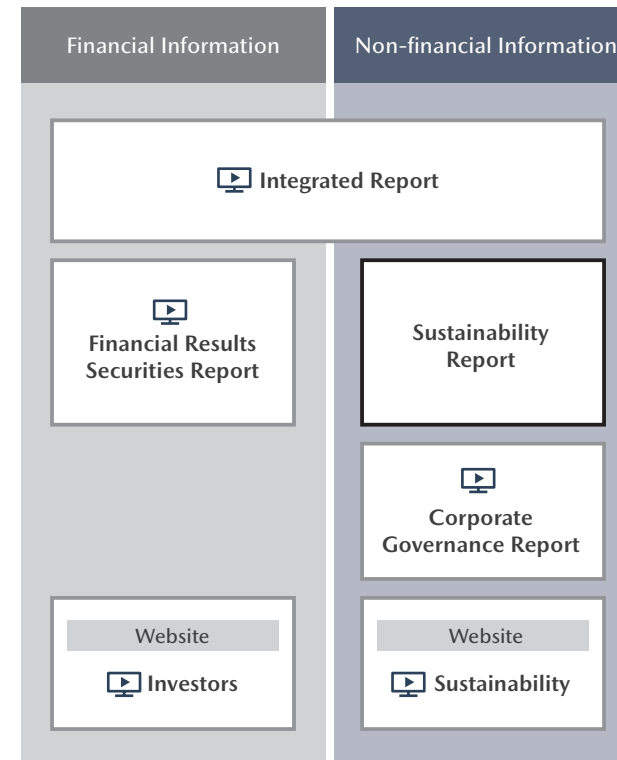 Financial Information
Non-financial Information
Integrated Report
Financial Results
Securities Report
Sustainability
Report
Corporate
Governance Report
Website
Investors
Website
Sustainability